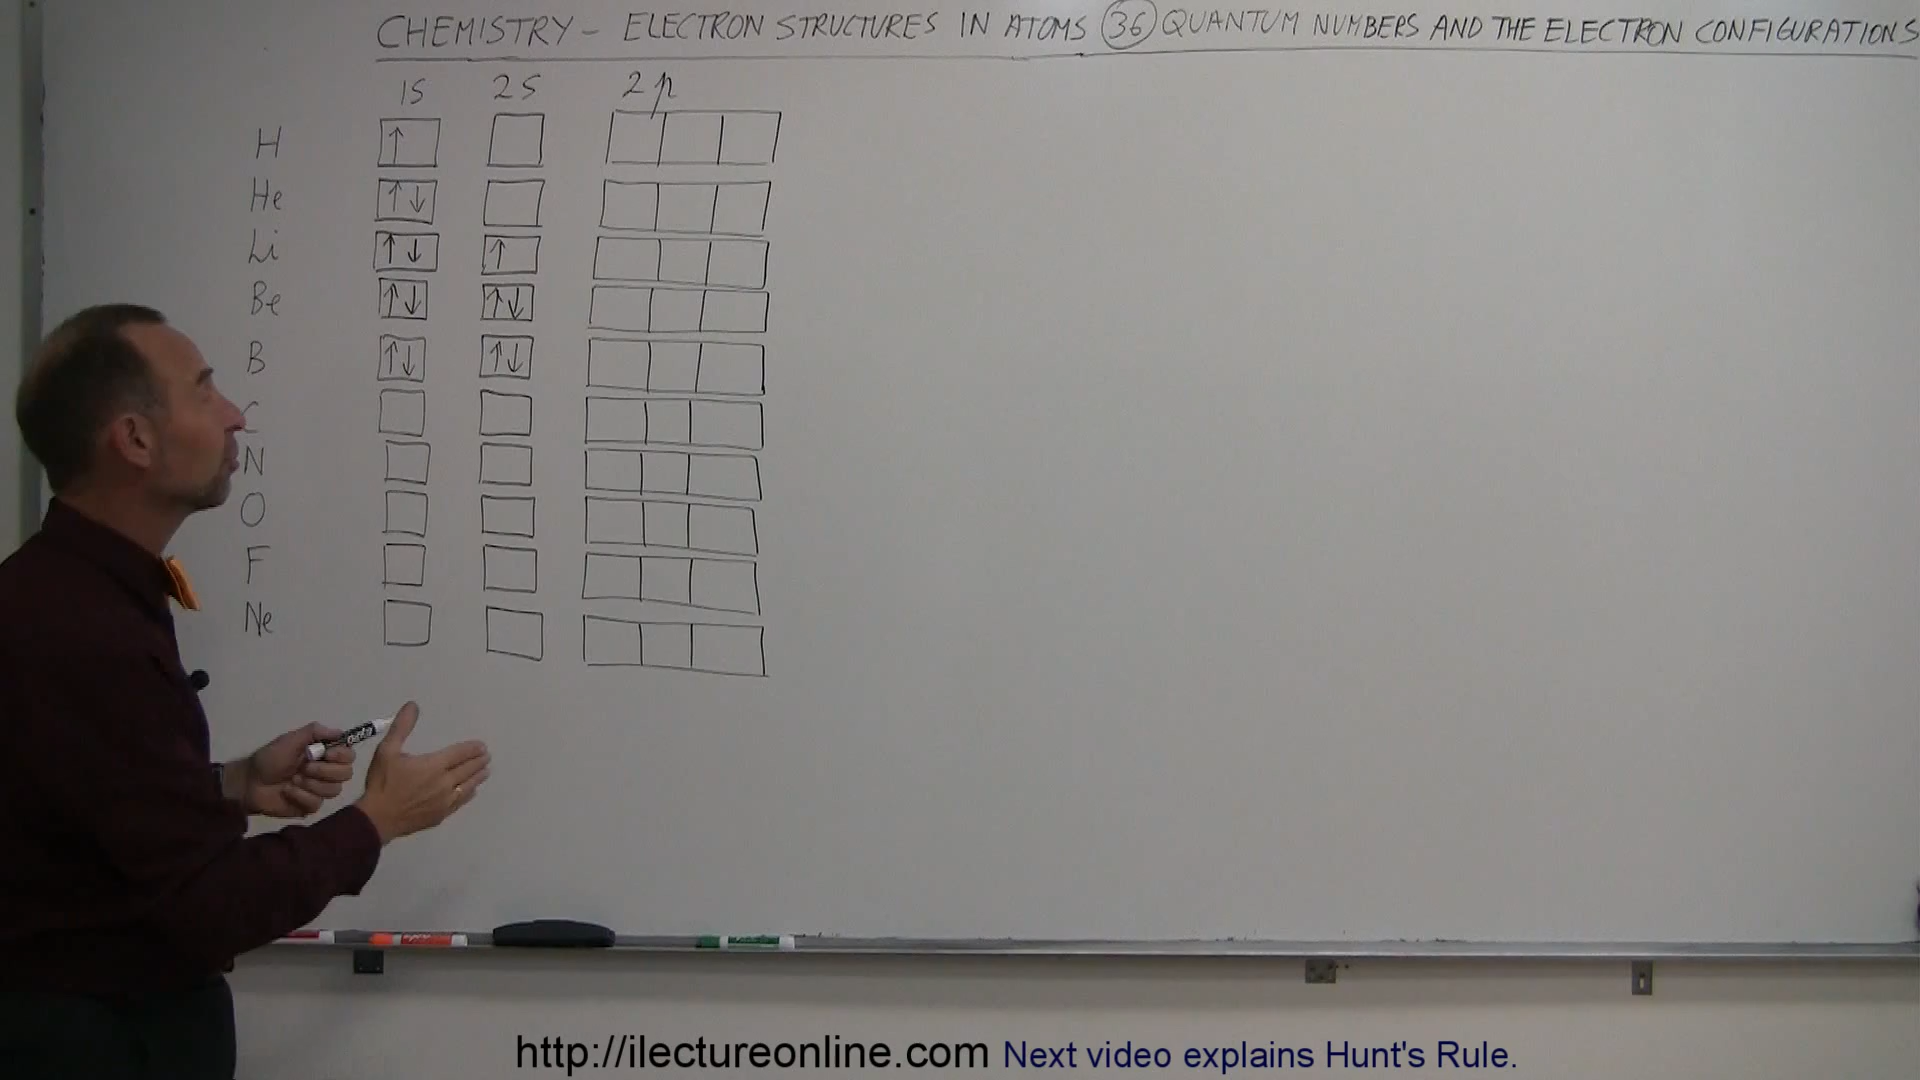 CHEMISTRY - ELECTRON STRUCTURES IN ATOMS 36 QUANTUM NUMBERS AND THE ELECTRON CONFIGURATIONS
1S 2S 2p
H ↑
He ↑↓
Li ↑↓ ↑
Be ↑↓ ↑↓
B ↑↓ ↑↓
C
N
O
F
Ne
http://ilectureonline.com Next video explains Hunt's Rule.